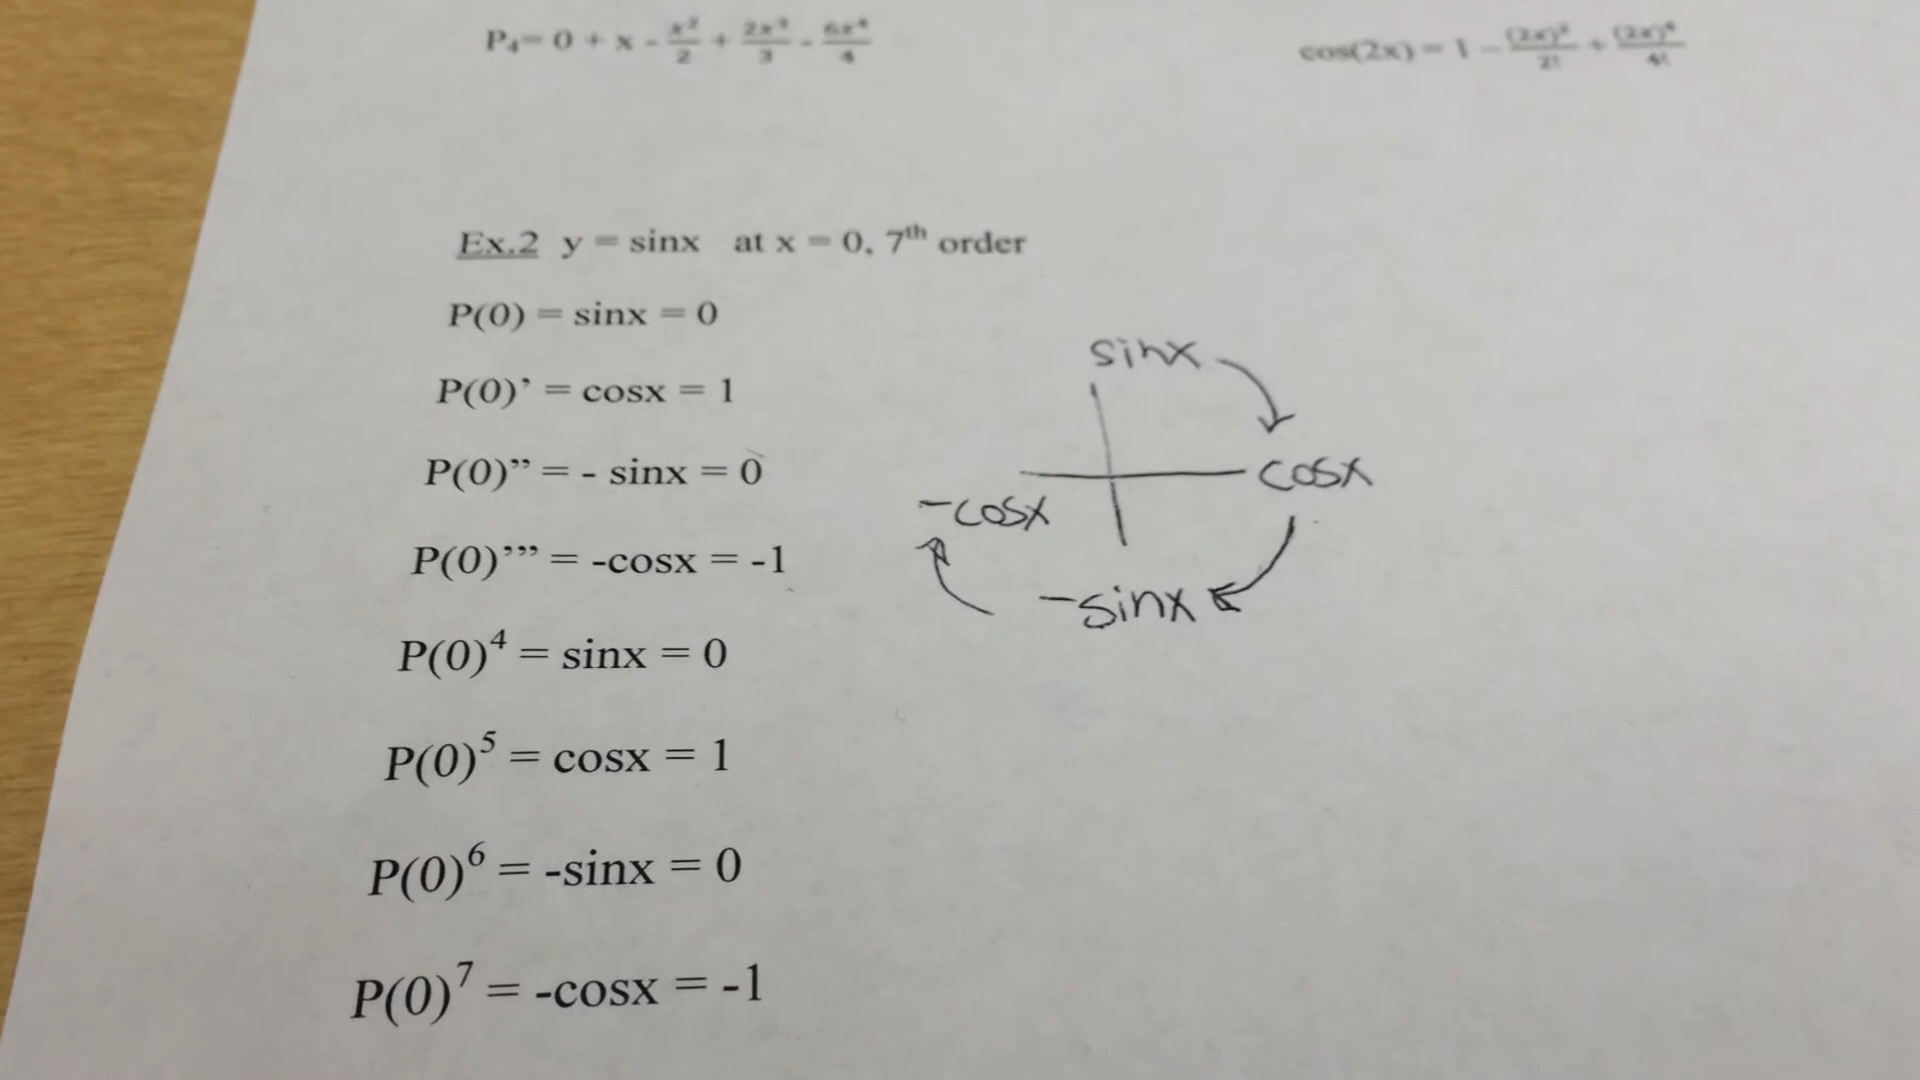 P₄= 0 + x - x²/2 + 2x³/3 - 6x⁴/4
cos(2x) = 1 - (2x)²/2! + (2x)⁴/4!
Ex.2 y = sinx at x = 0, 7th order
P(0) = sinx = 0
P(0)’ = cosx = 1
P(0)” = - sinx = 0
P(0)’” = -cosx = -1
P(0)⁴ = sinx = 0
P(0)⁵ = cosx = 1
P(0)⁶ = -sinx = 0
P(0)⁷ = -cosx = -1
sinx
cosx
-cosx
-sinx